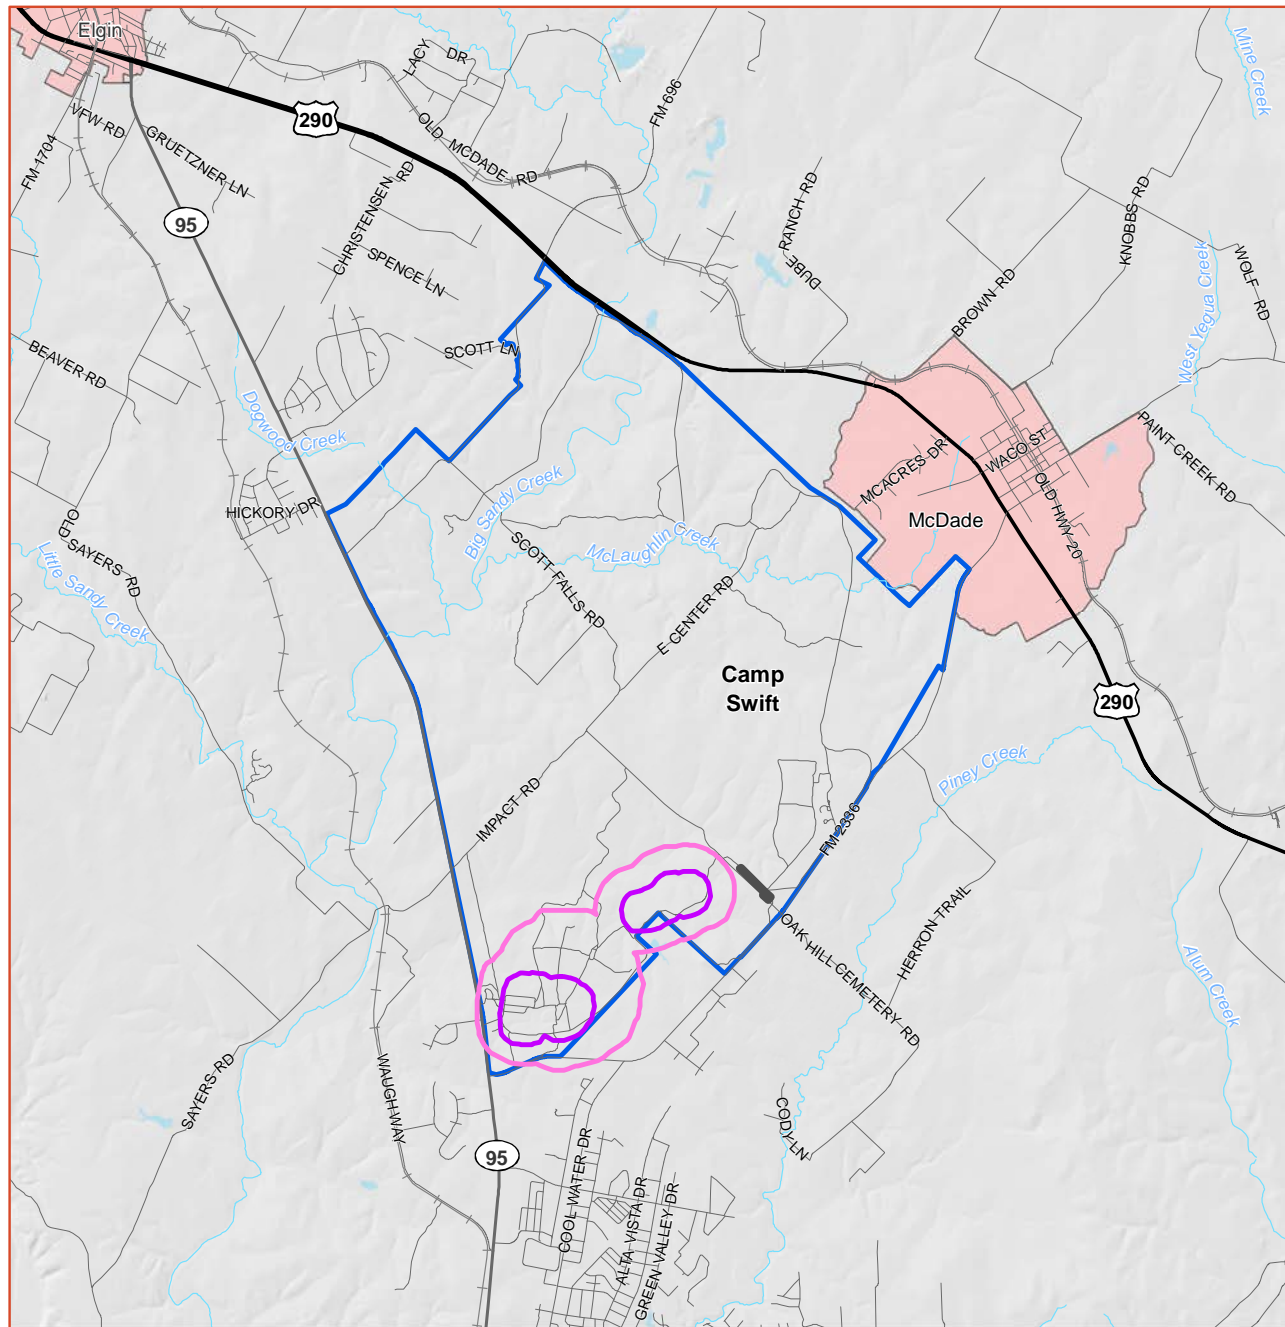 Elgin
LACY DR
Mine Creek
290
FM 696
VFW RD
GRUETZNER LN
OLD MCDADE RD
FM 1704
CHRISTENSEN RD
95
DUBE RANCH RD
KNOBBS RD
WOLF RD
SPENCE LN
West Yegua Creek
BROWN RD
SCOTT LN
BEAVER RD
Dogwood Creek
PAINT CREEK RD
WACO ST
MCACRES DR
HICKORY DR
Big Sandy Creek
OLD HWY 20
McDade
OLD SAYERS RD
McLaughlin Creek
SCOTT FALLS RD
Little Sandy Creek
E CENTER RD
Camp
Swift
290
Piney Creek
IMPACT RD
FM 2336
HERRON TRAIL
OAK HILL CEMETERY RD
Alum Creek
SAYERS RD
WAUGH WAY
CODY LN
95
COOL WATER DR
ALTA VISTA DR
GREEN VALLEY DR